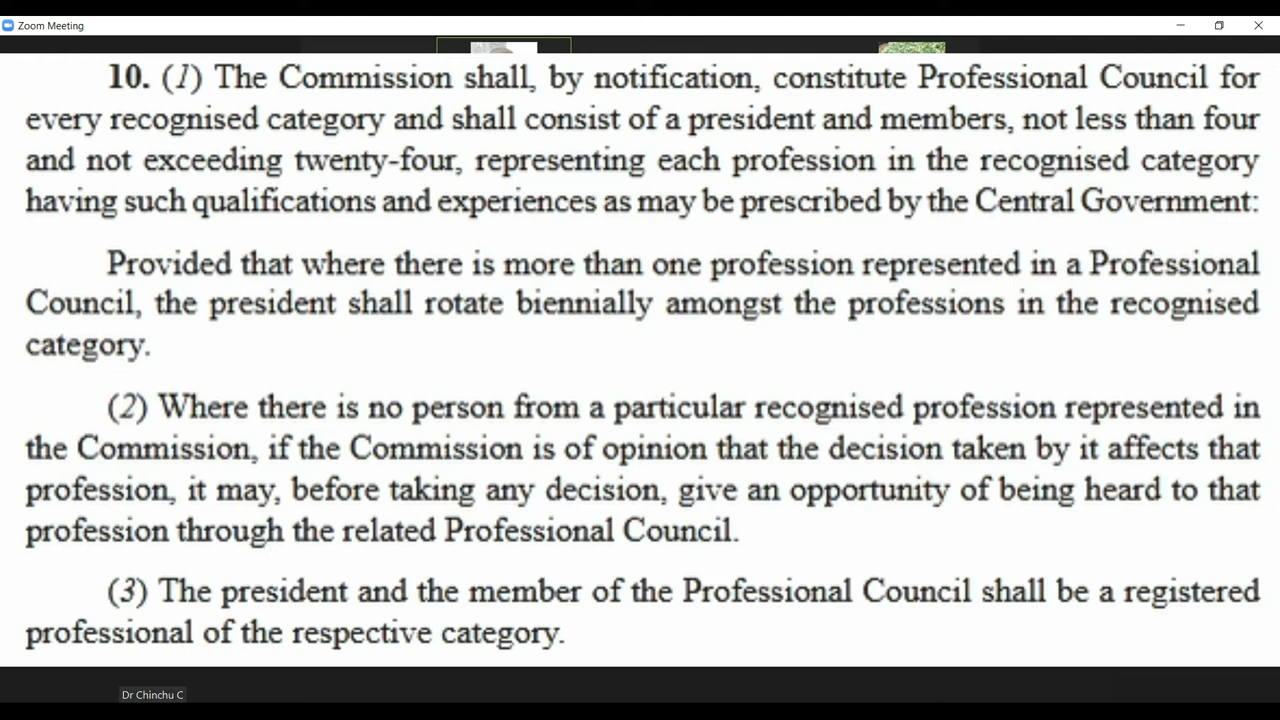 Zoom Meeting
10. (1) The Commission shall, by notification, constitute Professional Council for
every recognised category and shall consist of a president and members, not less than four
and not exceeding twenty-four, representing each profession in the recognised category
having such qualifications and experiences as may be prescribed by the Central Government:
Provided that where there is more than one profession represented in a Professional
Council, the president shall rotate biennially amongst the professions in the recognised
category.
(2) Where there is no person from a particular recognised profession represented in
the Commission, if the Commission is of opinion that the decision taken by it affects that
profession, it may, before taking any decision, give an opportunity of being heard to that
profession through the related Professional Council.
(3) The president and the member of the Professional Council shall be a registered
professional of the respective category.
Dr Chinchu C